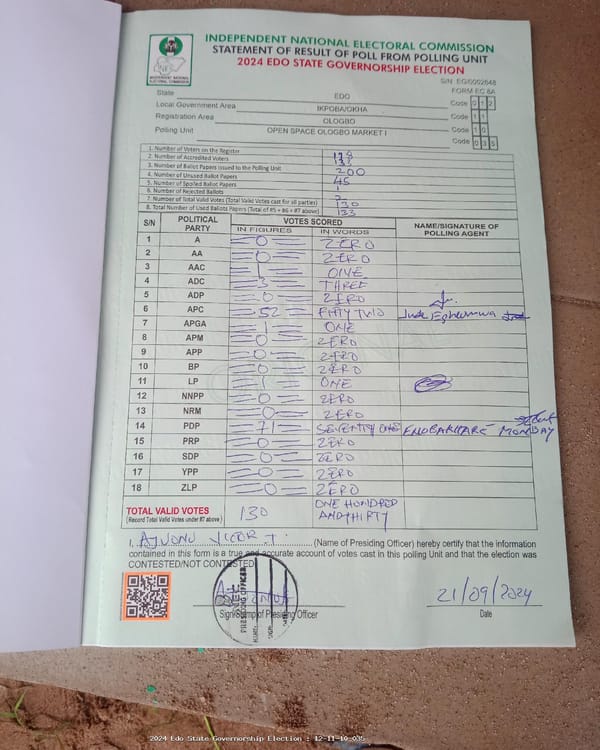 INDEPENDENT NATIONAL ELECTORAL COMMISSION
STATEMENT OF RESULT OF POLL FROM POLLING UNIT
2024 EDO STATE GOVERNORSHIP ELECTION
INDEPENDENT NATIONAL ELECTORAL COMMISSION
S/N EG/0002648
FORM EC 8A
State EDO Code 0 1 2
Local Government Area IKPOBA/OKHA Code 1 1
Registration Area OLOGBO Code 1 0
Polling Unit OPEN SPACE OLOGBO MARKET I Code 0 3 5
1. Number of Voters on the Register
2. Number of Accredited Voters
3. Number of Ballot Papers issued to the Polling Unit 200
4. Number of Unused Ballot Papers 45
5. Number of Spoiled Ballot Papers 1
6. Number of Rejected Ballots 2
7. Number of Total Valid Votes (Total Valid Votes cast for all parties) 130
8. Total Number of Used Ballots Papers (Total of #5 + #6 + #7 above) 133
S/N POLITICAL PARTY VOTES SCORED NAME/SIGNATURE OF POLLING AGENT
IN FIGURES IN WORDS
1 A 0 ZERO
2 AA 0 ZERO
3 AAC 1 ONE
4 ADC 3 THREE
5 ADP 0 ZERO
6 APC 52 FIFTY TWO Jude
7 APGA 1 ONE
8 APM 0 ZERO
9 APP 0 ZERO
10 BP 0 ZERO
11 LP 1 ONE
12 NNPP 0 ZERO
13 NRM 0 ZERO
14 PDP 71 SEVENTY ONE ENOBAKHARE MONDAY
15 PRP 0 ZERO
16 SDP 0 ZERO
17 YPP 0 ZERO
18 ZLP 0 ZERO
TOTAL VALID VOTES 130 ONE HUNDRED
(Record Total Valid Votes under #7 above) AND THIRTY
I, AJUONU VICTOR .I. (Name of Presiding Officer) hereby certify that the information
contained in this form is a true and accurate account of votes cast in this polling Unit and that the election was
CONTESTED/NOT CONTESTED
INEC
PRESIDING OFFICER
21/09/2024
Sign/Stamp of Presiding Officer Date
2024 Edo State Governorship Election : 12-11-10-035